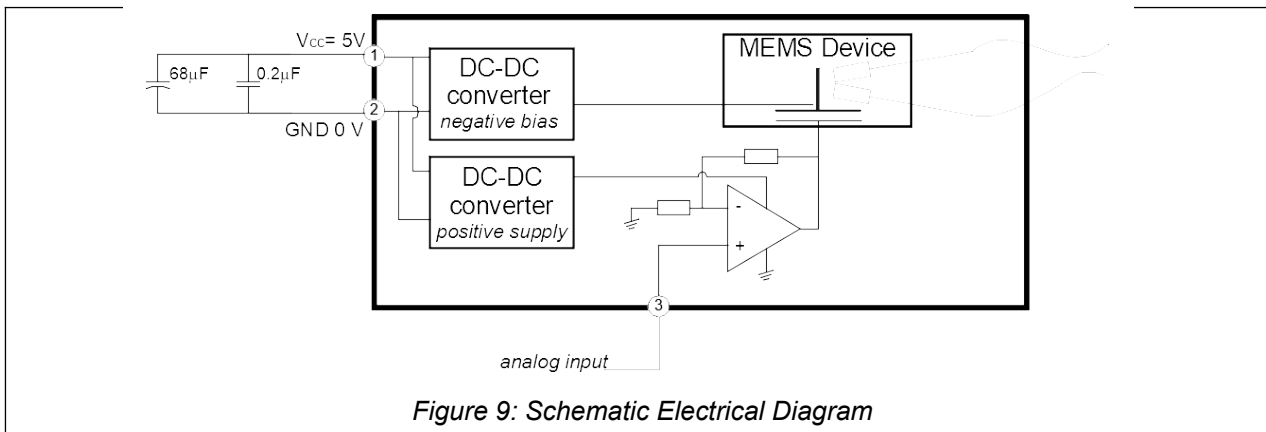 Vcc= 5V
1
MEMS Device
68µF
0.2µF
DC-DC
converter
negative bias
2
GND 0 V
DC-DC
converter
positive supply
-
+
3
analog input
Figure 9: Schematic Electrical Diagram